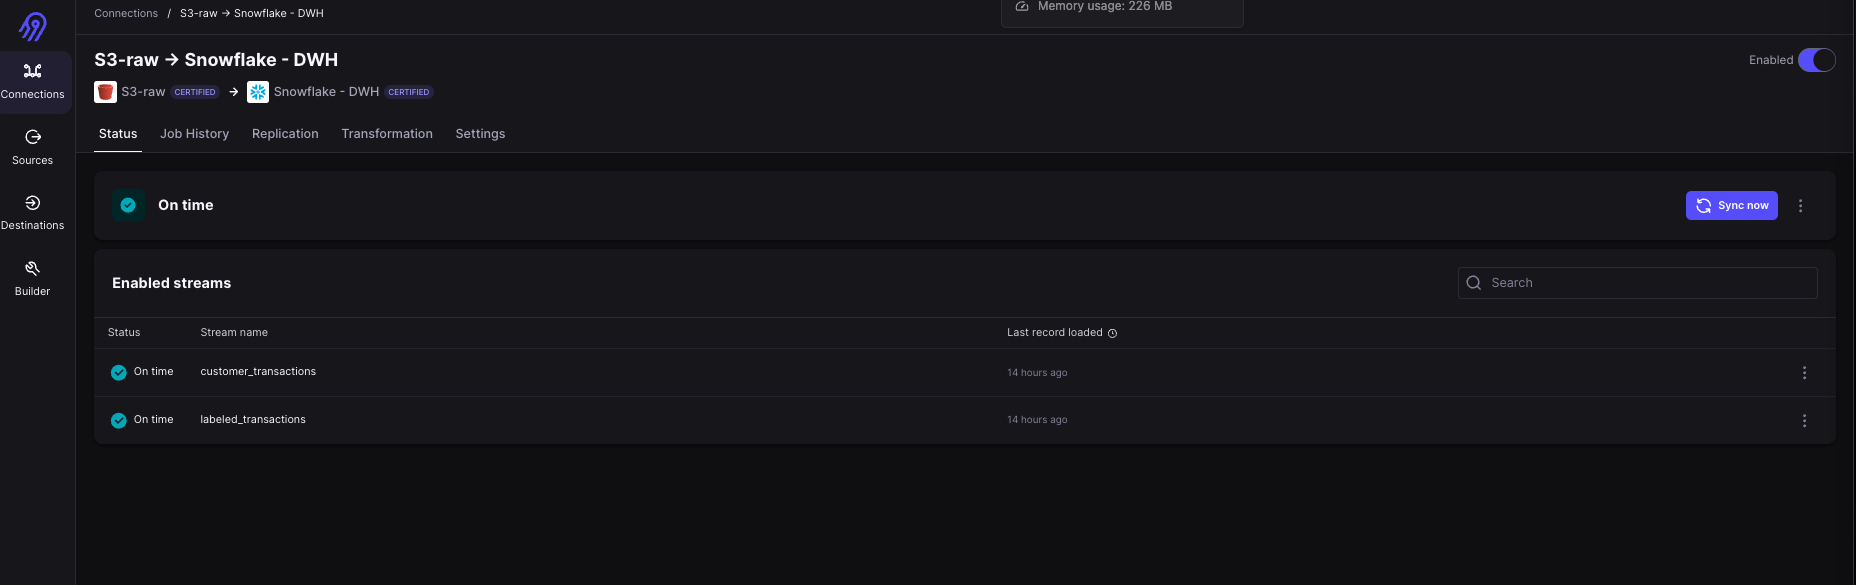 Connections / S3-raw → Snowflake - DWH
Memory usage: 226 MB
S3-raw → Snowflake - DWH
Enabled
S3-raw CERTIFIED → Snowflake - DWH CERTIFIED
Status Job History Replication Transformation Settings
Connections
Sources
Destinations
Builder
On time
Sync now
Enabled streams
Search
Status Stream name Last record loaded
On time customer_transactions 14 hours ago
On time labeled_transactions 14 hours ago